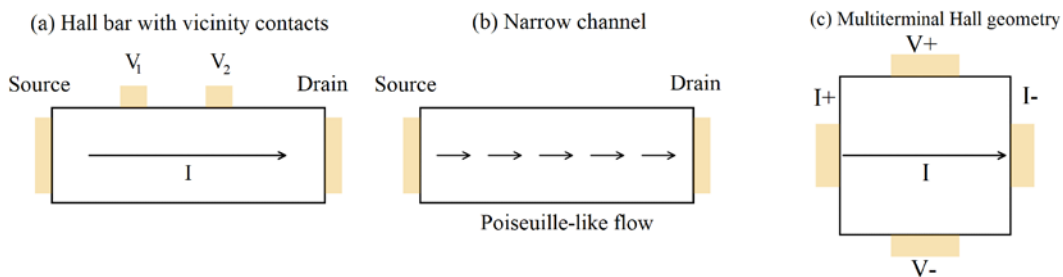 (a) Hall bar with vicinity contacts
V1
V2
Source
Drain
I
(b) Narrow channel
Source
Drain
Poiseuille-like flow
(c) Multiterminal Hall geometry
V+
I+
I-
I
V-